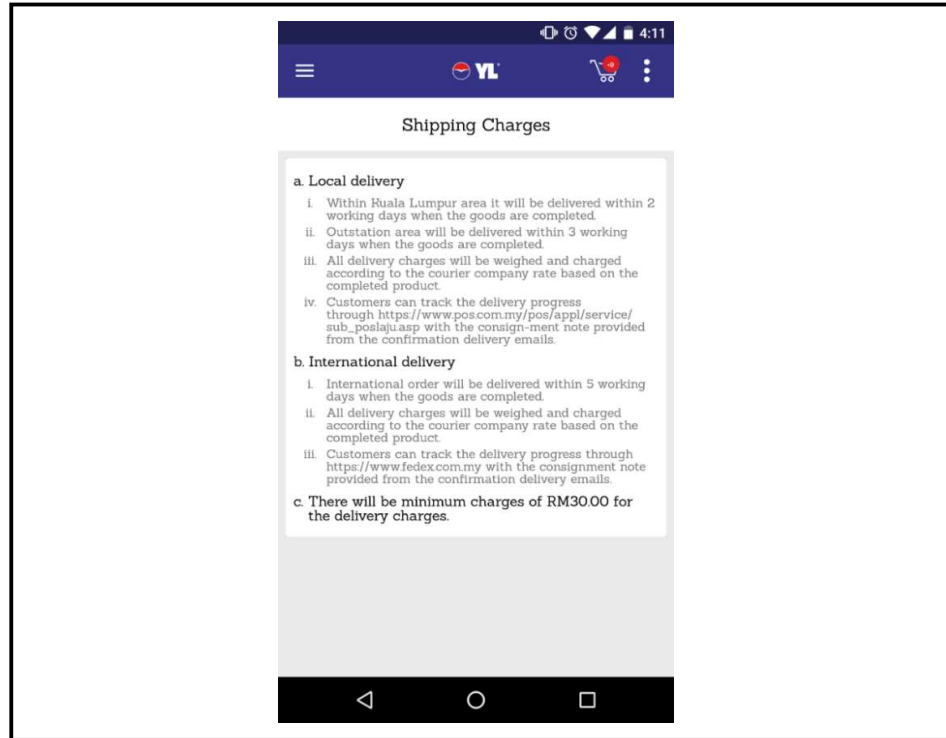 4:11
YL
Shipping Charges
a. Local delivery
i. Within Kuala Lumpur area it will be delivered within 2
working days when the goods are completed.
ii. Outstation area will be delivered within 3 working
days when the goods are completed.
iii. All delivery charges will be weighed and charged
according to the courier company rate based on the
completed product.
iv. Customers can track the delivery progress
through https://www.pos.com.my/pos/appl/service/
sub_poslaju.asp with the consign-ment note provided
from the confirmation delivery emails.
b. International delivery
i. International order will be delivered within 5 working
days when the goods are completed.
ii. All delivery charges will be weighed and charged
according to the courier company rate based on the
completed product.
iii. Customers can track the delivery progress through
https://www.fedex.com.my with the consignment note
provided from the confirmation delivery emails.
c. There will be minimum charges of RM30.00 for
the delivery charges.